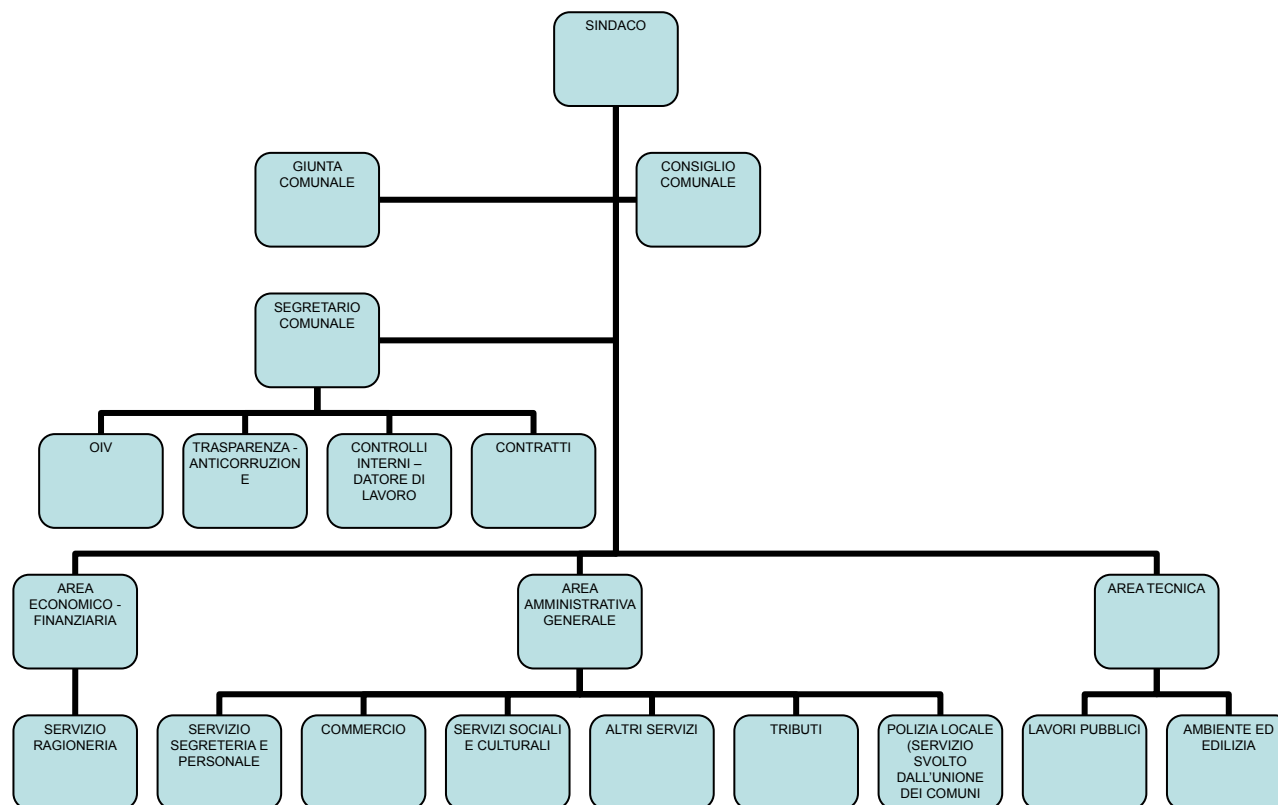 SINDACO
GIUNTA
COMUNALE
CONSIGLIO
COMUNALE
SEGRETARIO
COMUNALE
OIV
TRASPARENZA -
ANTICORRUZION
E
CONTROLLI
INTERNI –
DATORE DI
LAVORO
CONTRATTI
AREA
ECONOMICO -
FINANZIARIA
AREA
AMMINISTRATIVA
GENERALE
AREA TECNICA
SERVIZIO
RAGIONERIA
SERVIZIO
SEGRETERIA E
PERSONALE
COMMERCIO
SERVIZI SOCIALI
E CULTURALI
ALTRI SERVIZI
TRIBUTI
POLIZIA LOCALE
(SERVIZIO
SVOLTO
DALL'UNIONE
DEI COMUNI
LAVORI PUBBLICI
AMBIENTE ED
EDILIZIA